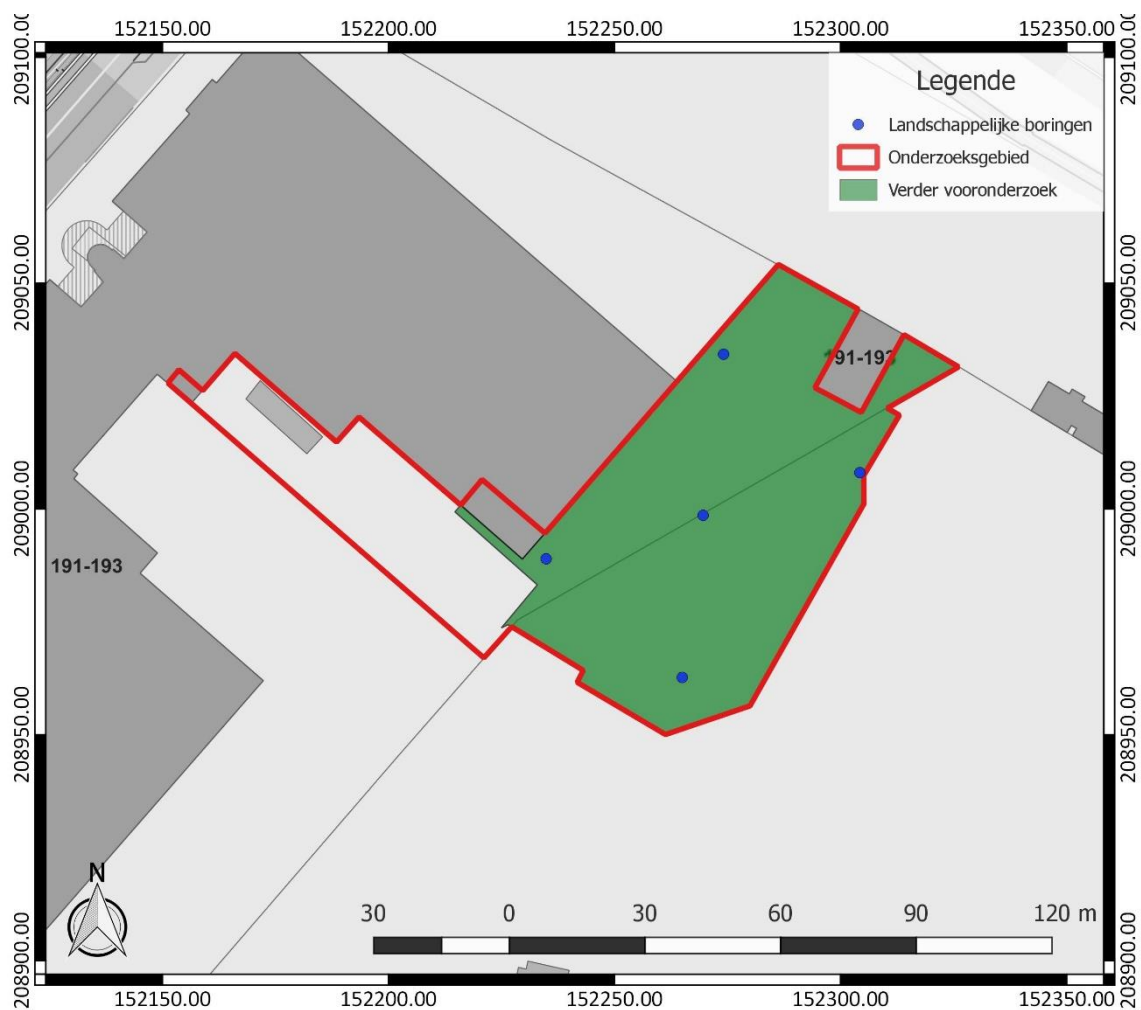 152150.00 152200.00 152250.00 152300.00 152350.00
209100.00 209100.00
Legende
Landschappelijke boringen
Onderzoeksgebied
Verder vooronderzoek
209050.00 209050.00
191-193
209000.00 209000.00
191-193
208950.00 208950.00
N
30 0 30 60 90 120 m
208900.00 208900.00
152150.00 152200.00 152250.00 152300.00 152350.00